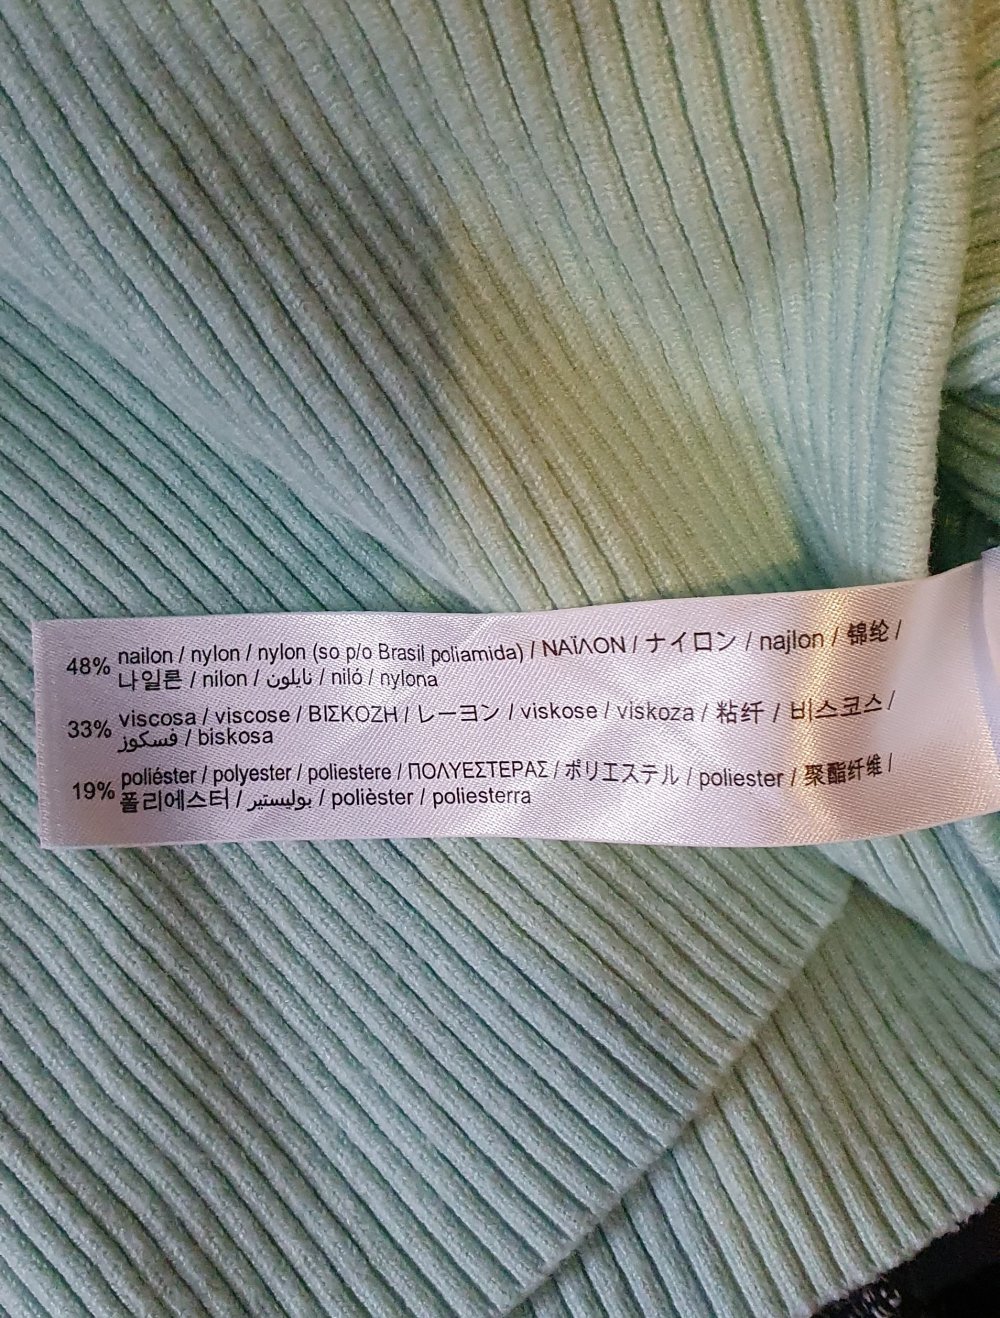 48% nailon / nylon / nylon (so p/o Brasil poliamida) / ΝΑΪΛΟΝ / ナイロン / najlon / 锦纶 /
나일론 / nilon / نايلون / niló / nylona
33% viscosa / viscose / ΒΙΣΚΟΖΗ / レーヨン / viskose / viskoza / 粘纤 / 비스코스 /
فسكوز / biskosa
19% poliéster / polyester / poliestere / ΠΟΛΥΕΣΤΕΡΑΣ / ポリエステル / poliester / 聚酯纤维 /
폴리에스터 / بوليستير / polièster / poliesterra